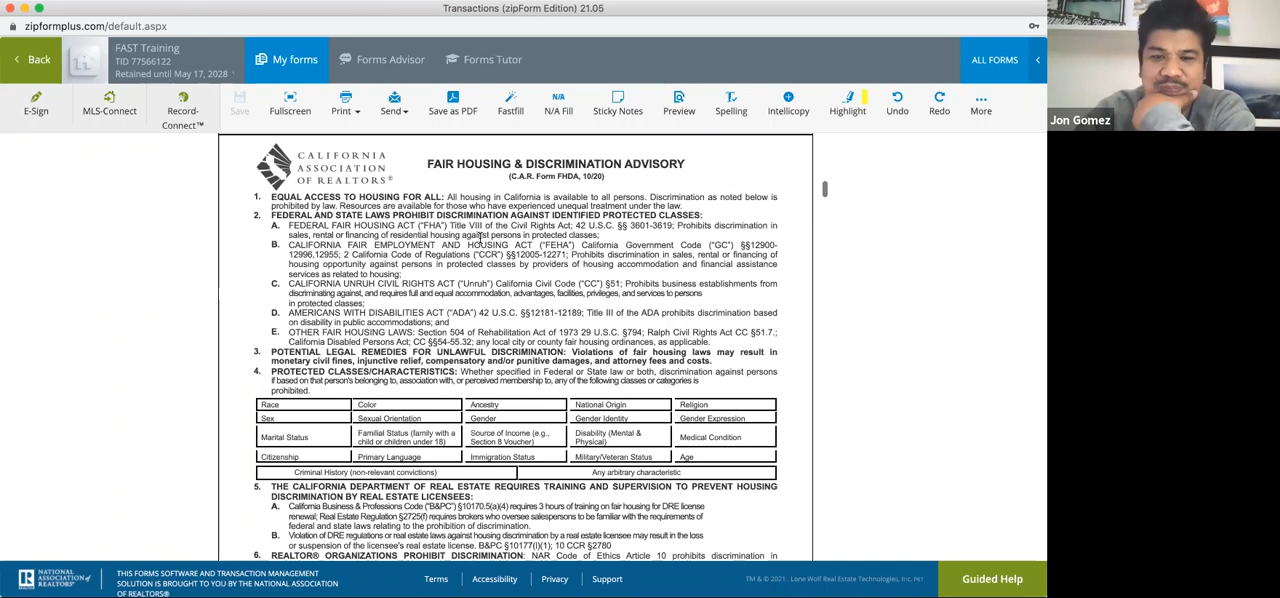 Transactions (zipForm Edition) 21.05
zipformplus.com/default.aspx
Back
FAST Training
TID 77566122
Retained until May 17, 2028
My forms
Forms Advisor
Forms Tutor
ALL FORMS
E-Sign
MLS-Connect
Record-
Connect™
Save
Fullscreen
Print
Send
Save as PDF
Fastfill
N/A
N/A Fill
Sticky Notes
Preview
Spelling
Intellicopy
Highlight
Undo
Redo
More
Jon Gomez
CALIFORNIA
ASSOCIATION
OF REALTORS®
FAIR HOUSING & DISCRIMINATION ADVISORY
(C.A.R. Form FHDA, 10/20)
1. EQUAL ACCESS TO HOUSING FOR ALL: All housing in California is available to all persons. Discrimination as noted below is
prohibited by law. Resources are available for those who have experienced unequal treatment under the law.
2. FEDERAL AND STATE LAWS PROHIBIT DISCRIMINATION AGAINST IDENTIFIED PROTECTED CLASSES:
A. FEDERAL FAIR HOUSING ACT ("FHA") Title VIII of the Civil Rights Act; 42 U.S.C. §§ 3601-3619; Prohibits discrimination in
sales, rental or financing of residential housing against persons in protected classes;
B. CALIFORNIA FAIR EMPLOYMENT AND HOUSING ACT ("FEHA") California Government Code ("GC") §§12900-
12996,12955; 2 California Code of Regulations ("CCR") §§12005-12271; Prohibits discrimination in sales, rental or financing of
housing opportunity against persons in protected classes by providers of housing accommodation and financial assistance
services as related to housing;
C. CALIFORNIA UNRUH CIVIL RIGHTS ACT ("Unruh") California Civil Code ("CC") §51; Prohibits business establishments from
discriminating against, and requires full and equal accommodation, advantages, facilities, privileges, and services to persons
in protected classes;
D. AMERICANS WITH DISABILITIES ACT ("ADA") 42 U.S.C. §§12181-12189; Title III of the ADA prohibits discrimination based
on disability in public accommodations; and
E. OTHER FAIR HOUSING LAWS: Section 504 of Rehabilitation Act of 1973 29 U.S.C. §794; Ralph Civil Rights Act CC §51.7.;
California Disabled Persons Act; CC §§54-55.32; any local city or county fair housing ordinances, as applicable.
3. POTENTIAL LEGAL REMEDIES FOR UNLAWFUL DISCRIMINATION: Violations of fair housing laws may result in
monetary civil fines, injunctive relief, compensatory and/or punitive damages, and attorney fees and costs.
4. PROTECTED CLASSES/CHARACTERISTICS: Whether specified in Federal or State law or both, discrimination against persons
if based on that person's belonging to, association with, or perceived membership to, any of the following classes or categories is
prohibited.
Race Color Ancestry National Origin Religion
Sex Sexual Orientation Gender Gender Identity Gender Expression
Marital Status Familial Status (family with a child or children under 18) Source of Income (e.g., Section 8 Voucher) Disability (Mental & Physical) Medical Condition
Citizenship Primary Language Immigration Status Military/Veteran Status Age
Criminal History (non-relevant convictions) Any arbitrary characteristic
5. THE CALIFORNIA DEPARTMENT OF REAL ESTATE REQUIRES TRAINING AND SUPERVISION TO PREVENT HOUSING
DISCRIMINATION BY REAL ESTATE LICENSEES:
A. California Business & Professions Code ("B&PC") §10170.5(a)(4) requires 3 hours of training on fair housing for DRE license
renewal; Real Estate Regulation §2725(f) requires brokers who oversee salespersons to be familiar with the requirements of
federal and state laws relating to the prohibition of discrimination.
B. Violation of DRE regulations or real estate laws against housing discrimination by a real estate licensee may result in the loss
or suspension of the licensee's real estate license. B&PC §10177(l)(1); 10 CCR §2780
6. REALTOR® ORGANIZATIONS PROHIBIT DISCRIMINATION: NAR Code of Ethics Article 10 prohibits discrimination in
NATIONAL
ASSOCIATION of
REALTORS®
THIS FORMS SOFTWARE AND TRANSACTION MANAGEMENT
SOLUTION IS BROUGHT TO YOU BY THE NATIONAL ASSOCIATION
OF REALTORS®
Terms
Accessibility
Privacy
Support
TM & © 2021. Lone Wolf Real Estate Technologies, Inc. P#1
Guided Help